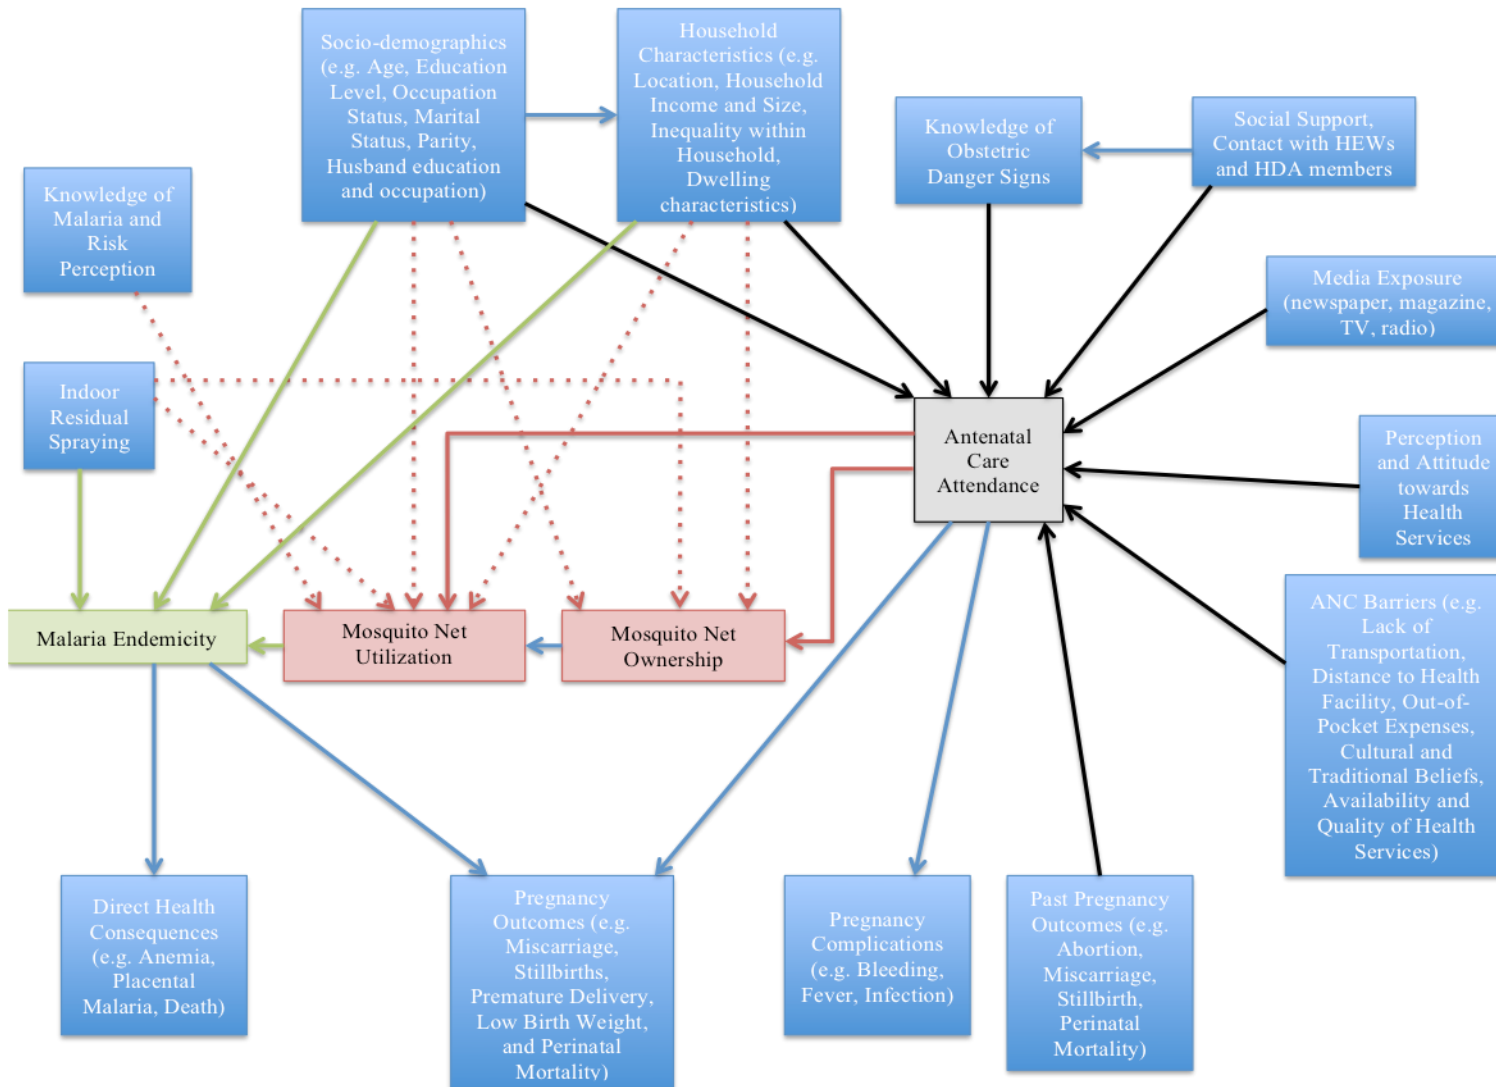 Socio-demographics
(e.g. Age, Education
Level, Occupation
Status, Marital
Status, Parity,
Husband education
and occupation)
Household
Characteristics (e.g.
Location, Household
Income and Size,
Inequality within
Household,
Dwelling
characteristics)
Knowledge of
Obstetric
Danger Signs
Social Support,
Contact with HEWs
and HDA members
Knowledge of
Malaria and
Risk
Perception
Media Exposure
(newspaper, magazine,
TV, radio)
Indoor
Residual
Spraying
Antenatal
Care
Attendance
Perception
and Attitude
towards
Health
Services
Malaria Endemicity
Mosquito Net
Utilization
Mosquito Net
Ownership
ANC Barriers (e.g.
Lack of
Transportation,
Distance to Health
Facility, Out-of-
Pocket Expenses,
Cultural and
Traditional Beliefs,
Availability and
Quality of Health
Services)
Direct Health
Consequences
(e.g. Anemia,
Placental
Malaria, Death)
Pregnancy
Outcomes (e.g.
Miscarriage,
Stillbirths,
Premature Delivery,
Low Birth Weight,
and Perinatal
Mortality)
Pregnancy
Complications
(e.g. Bleeding,
Fever, Infection)
Past Pregnancy
Outcomes (e.g.
Abortion,
Miscarriage,
Stillbirth,
Perinatal
Mortality)